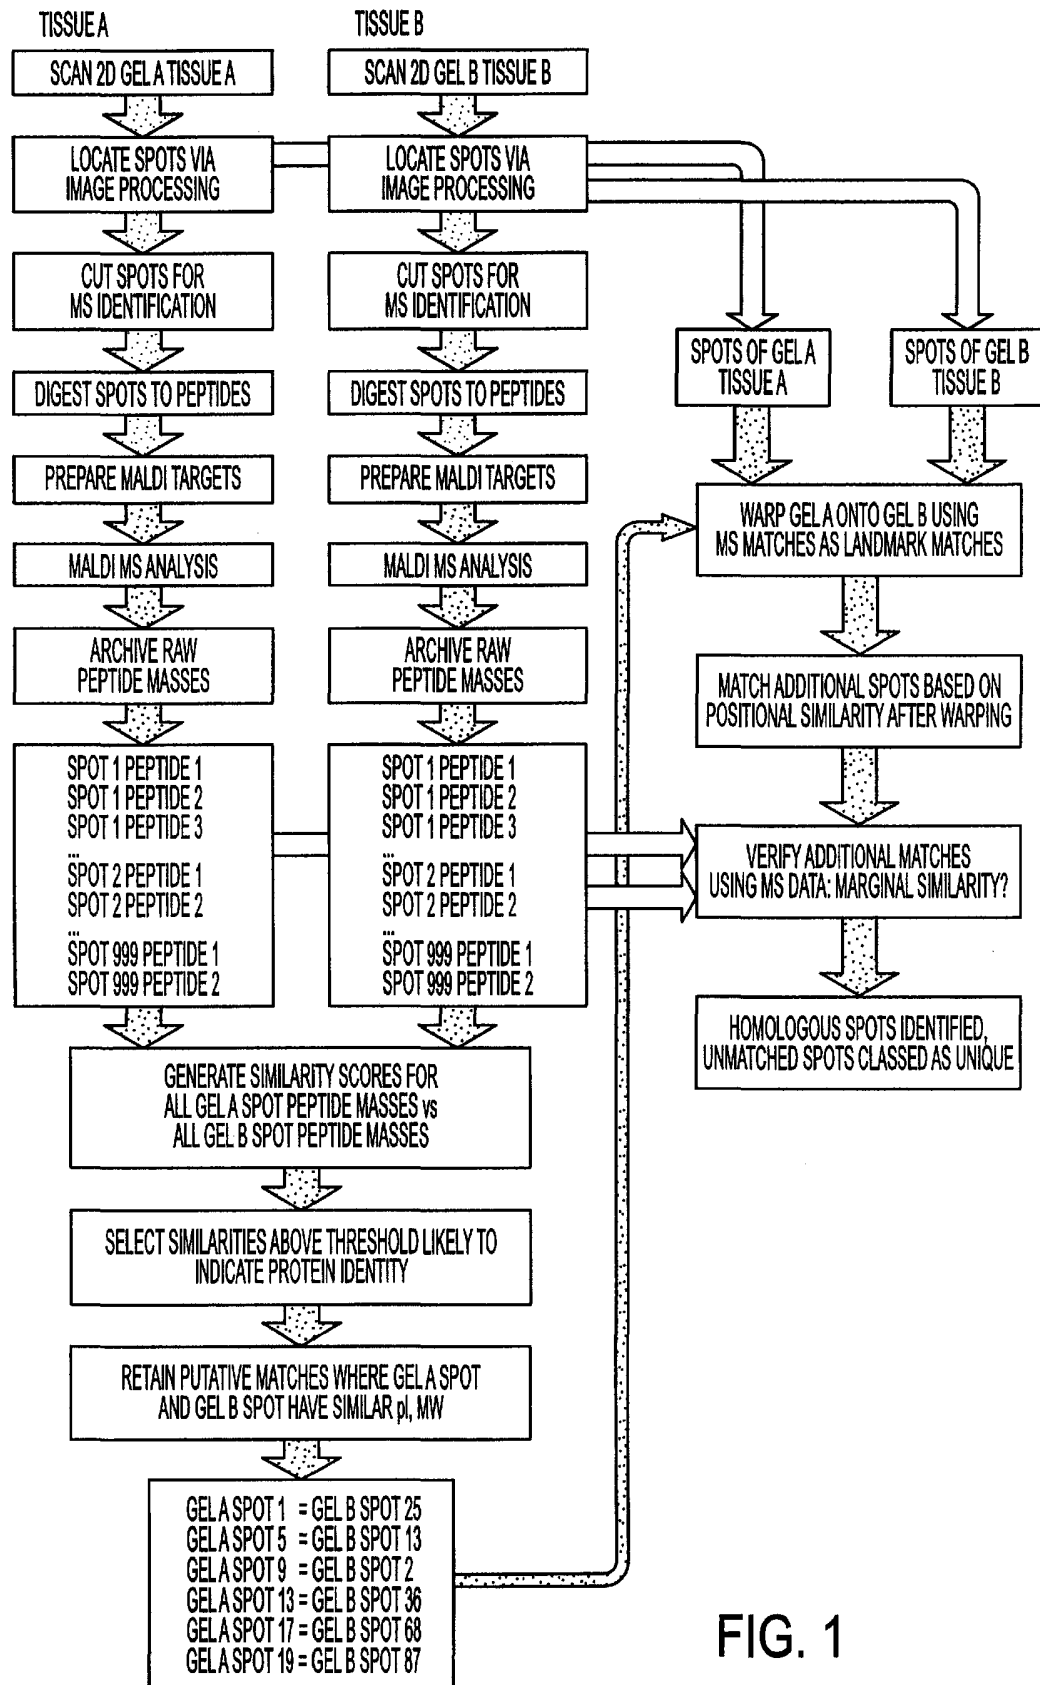 TISSUE A
SCAN 2D GEL A TISSUE A
LOCATE SPOTS VIA
IMAGE PROCESSING
CUT SPOTS FOR
MS IDENTIFICATION
DIGEST SPOTS TO PEPTIDES
PREPARE MALDI TARGETS
MALDI MS ANALYSIS
ARCHIVE RAW
PEPTIDE MASSES
SPOT 1 PEPTIDE 1
SPOT 1 PEPTIDE 2
SPOT 1 PEPTIDE 3
...
SPOT 2 PEPTIDE 1
SPOT 2 PEPTIDE 2
...
SPOT 999 PEPTIDE 1
SPOT 999 PEPTIDE 2
TISSUE B
SCAN 2D GEL B TISSUE B
LOCATE SPOTS VIA
IMAGE PROCESSING
CUT SPOTS FOR
MS IDENTIFICATION
DIGEST SPOTS TO PEPTIDES
PREPARE MALDI TARGETS
MALDI MS ANALYSIS
ARCHIVE RAW
PEPTIDE MASSES
SPOT 1 PEPTIDE 1
SPOT 1 PEPTIDE 2
SPOT 1 PEPTIDE 3
...
SPOT 2 PEPTIDE 1
SPOT 2 PEPTIDE 2
...
SPOT 999 PEPTIDE 1
SPOT 999 PEPTIDE 2
GENERATE SIMILARITY SCORES FOR
ALL GEL A SPOT PEPTIDE MASSES vs
ALL GEL B SPOT PEPTIDE MASSES
SELECT SIMILARITIES ABOVE THRESHOLD LIKELY TO
INDICATE PROTEIN IDENTITY
RETAIN PUTATIVE MATCHES WHERE GEL A SPOT
AND GEL B SPOT HAVE SIMILAR pI, MW
GEL A SPOT 1 = GEL B SPOT 25
GEL A SPOT 5 = GEL B SPOT 13
GEL A SPOT 9 = GEL B SPOT 2
GEL A SPOT 13 = GEL B SPOT 36
GEL A SPOT 17 = GEL B SPOT 68
GEL A SPOT 19 = GEL B SPOT 87
SPOTS OF GEL A
TISSUE A
SPOTS OF GEL B
TISSUE B
WARP GEL A ONTO GEL B USING
MS MATCHES AS LANDMARK MATCHES
MATCH ADDITIONAL SPOTS BASED ON
POSITIONAL SIMILARITY AFTER WARPING
VERIFY ADDITIONAL MATCHES
USING MS DATA: MARGINAL SIMILARITY?
HOMOLOGOUS SPOTS IDENTIFIED,
UNMATCHED SPOTS CLASSED AS UNIQUE
FIG. 1